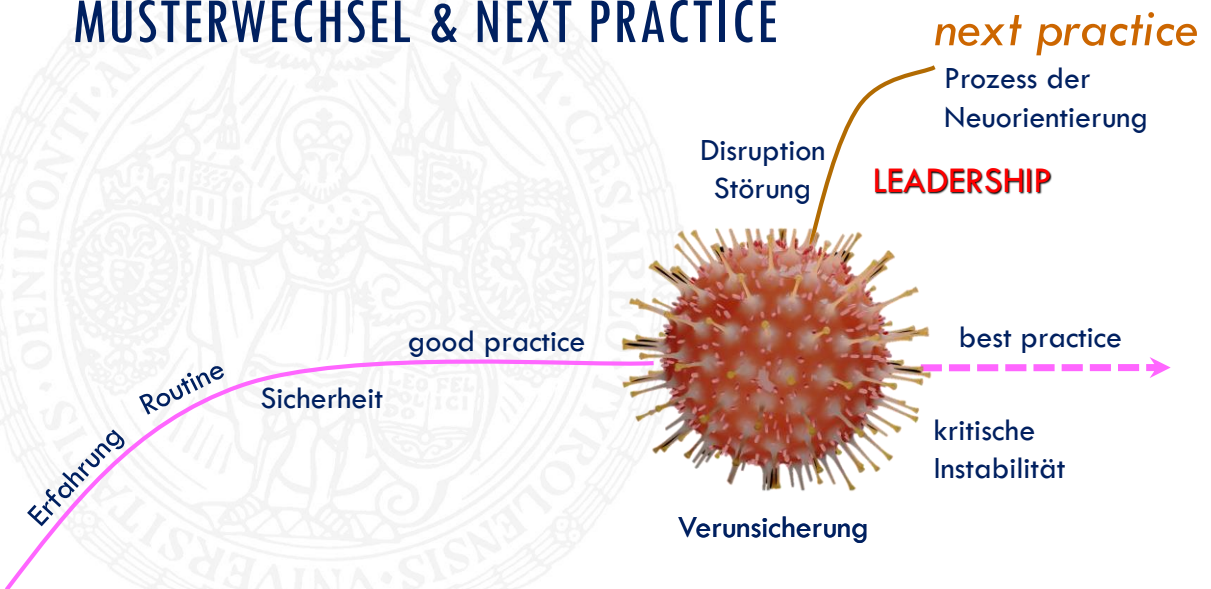 MUSTERWECHSEL & NEXT PRACTICE
next practice
Prozess der
Neuorientierung
Disruption
Störung
LEADERSHIP
good practice
best practice
Routine
Sicherheit
Erfahrung
kritische
Instabilität
Verunsicherung